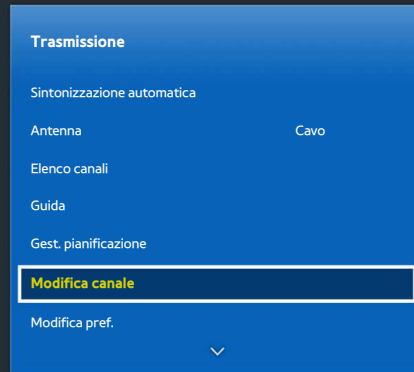 Trasmissione
Sintonizzazione automatica
Antenna Cavo
Elenco canali
Guida
Gest. pianificazione
Modifica canale
Modifica pref.